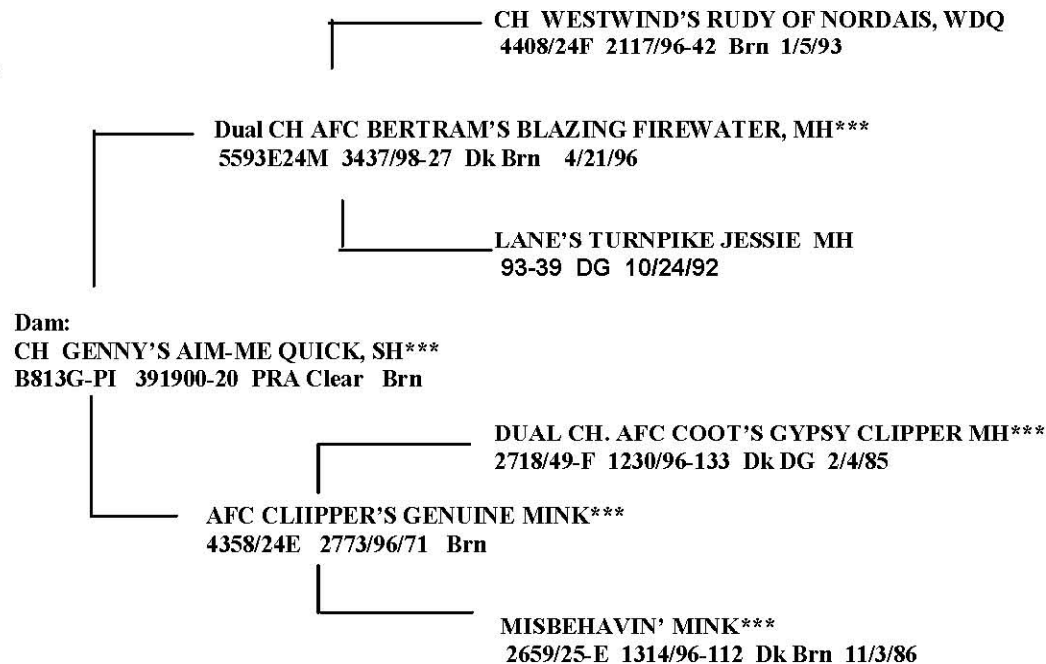 CH WESTWIND'S RUDY OF NORDAIS, WDQ
4408/24F 2117/96-42 Brn 1/5/93
Dual CH AFC BERTRAM'S BLAZING FIREWATER, MH***
5593E24M 3437/98-27 Dk Brn 4/21/96
LANE'S TURNPIKE JESSIE MH
93-39 DG 10/24/92
Dam:
CH GENNY'S AIM-ME QUICK, SH***
B813G-PI 391900-20 PRA Clear Brn
DUAL CH. AFC COOT'S GYPSY CLIPPER MH***
2718/49-F 1230/96-133 Dk DG 2/4/85
AFC CLIIPPER'S GENUINE MINK***
4358/24E 2773/96/71 Brn
MISBEHAVIN' MINK***
2659/25-E 1314/96-112 Dk Brn 11/3/86